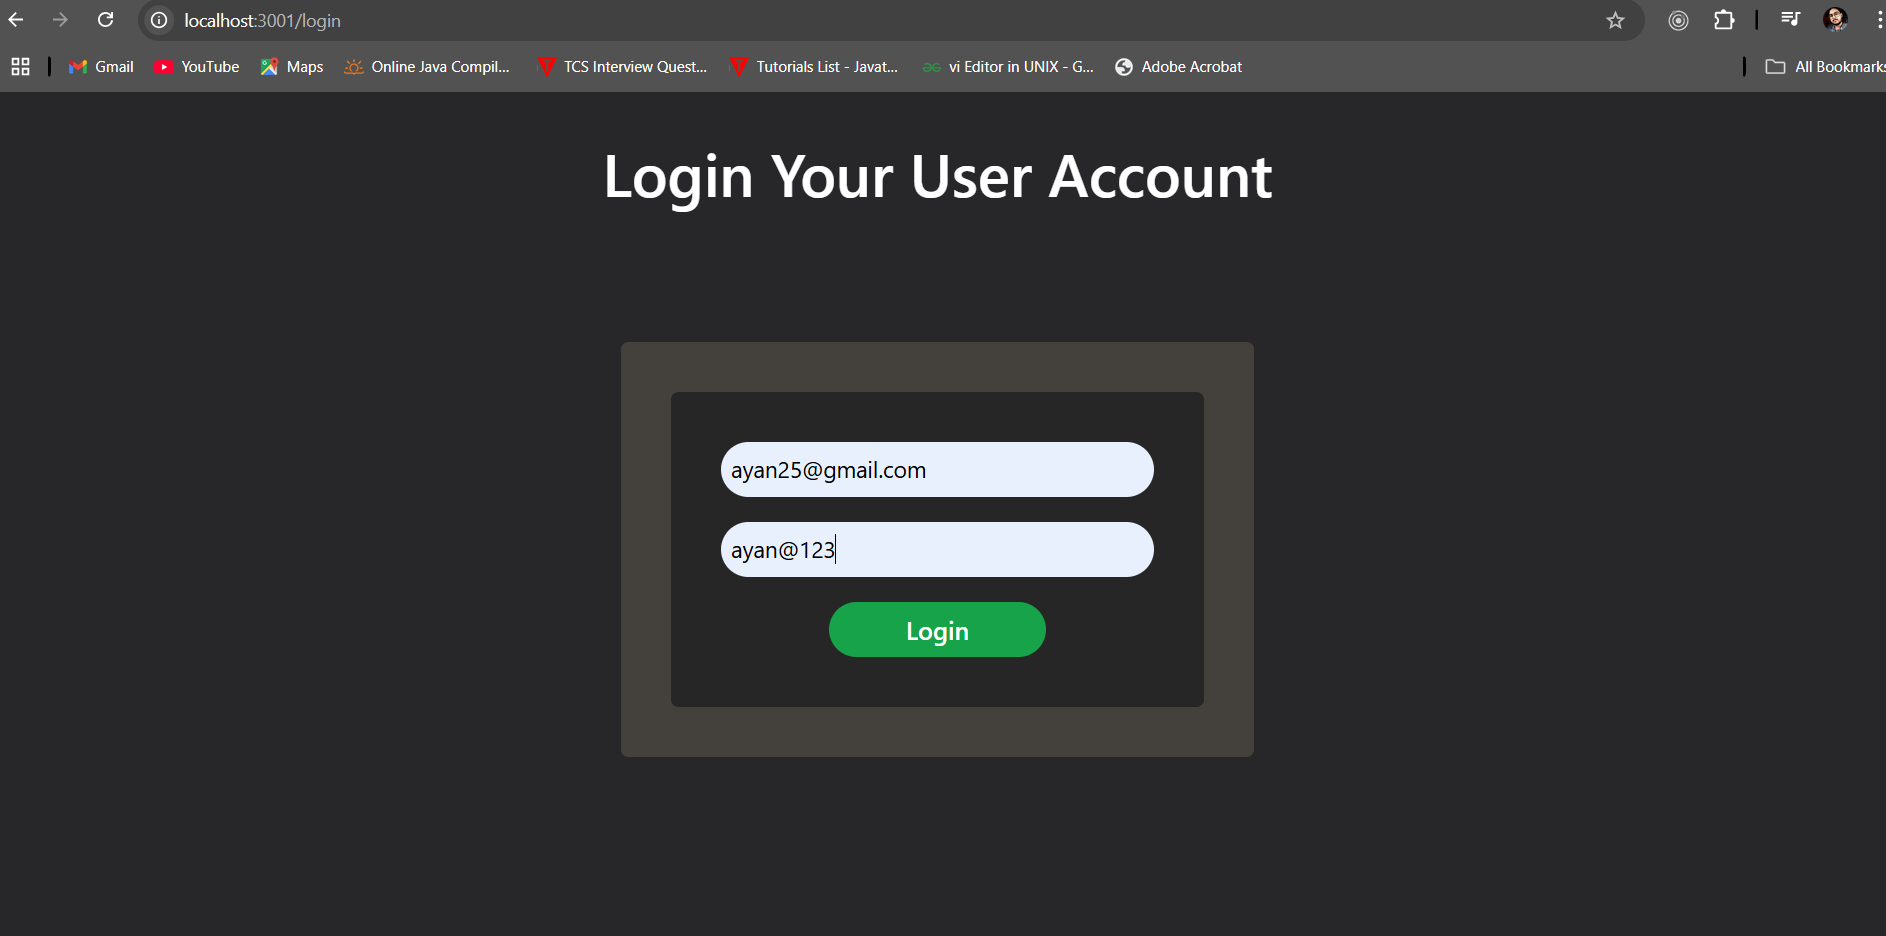 localhost:3001/login
Gmail YouTube Maps Online Java Compil... TCS Interview Quest... Tutorials List - Javat... vi Editor in UNIX - G... Adobe Acrobat All Bookmarks
Login Your User Account
ayan25@gmail.com
ayan@123
Login